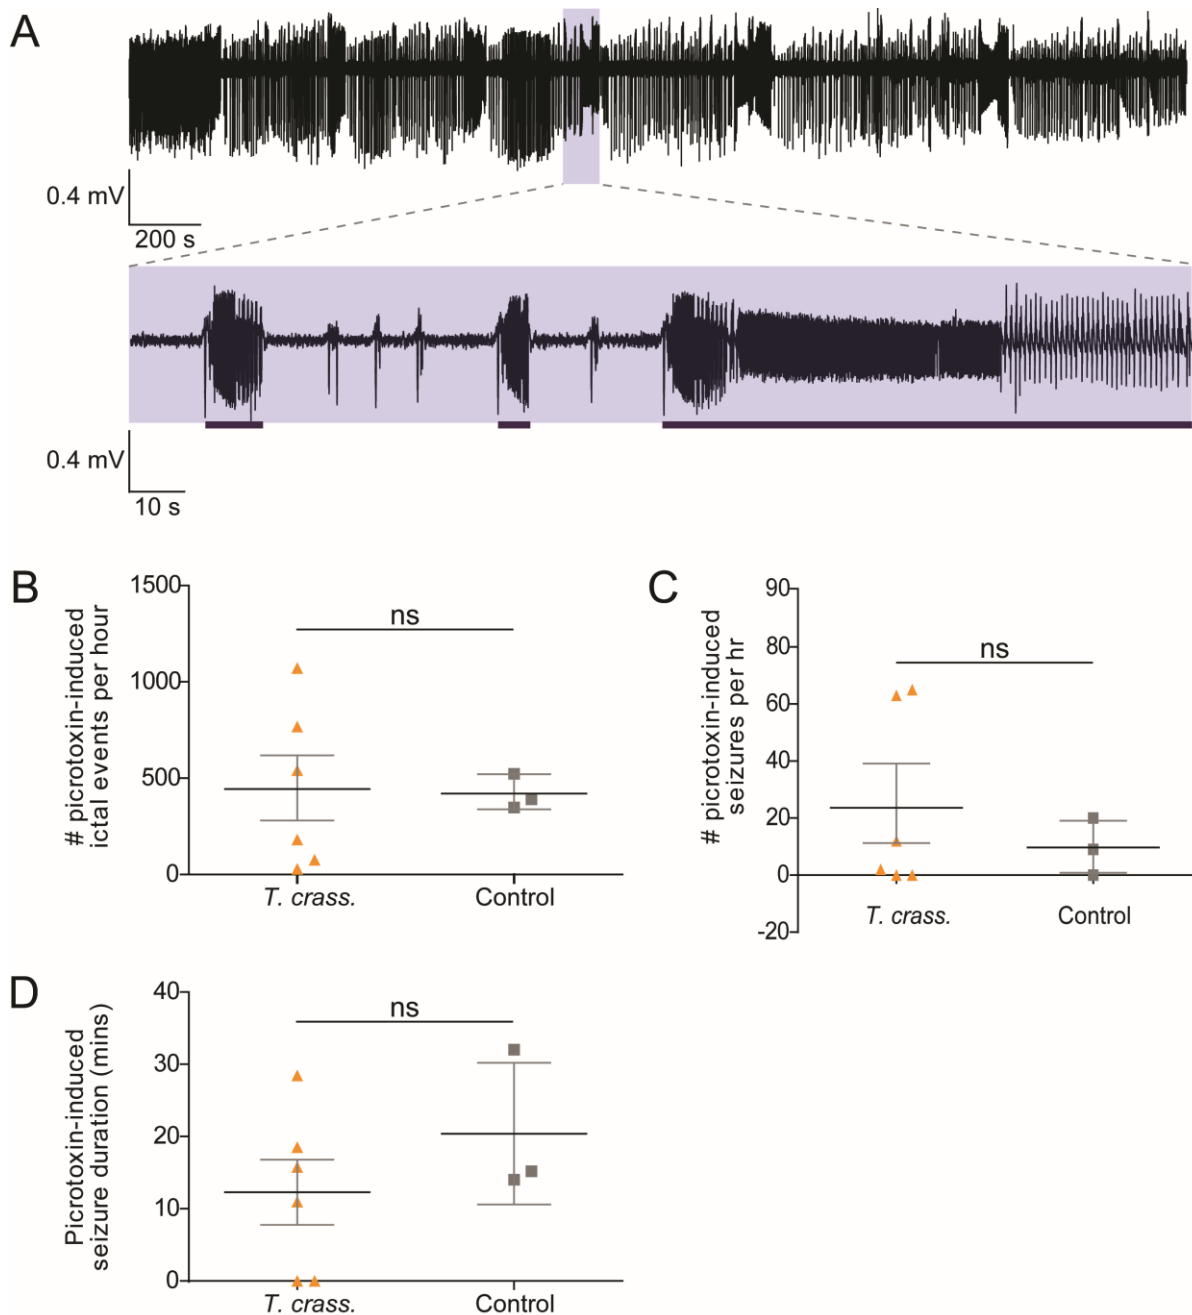 A
0.4 mV
200 s
0.4 mV
10 s
B
# picrotoxin-induced
ictal events per hour
1500
1000
500
0
ns
T. crass.
Control
C
# picrotoxin-induced
seizures per hr
90
80
60
40
20
0
-20
ns
T. crass.
Control
D
Picrotoxin-induced
seizure duration (mins)
40
30
20
10
0
ns
T. crass.
Control